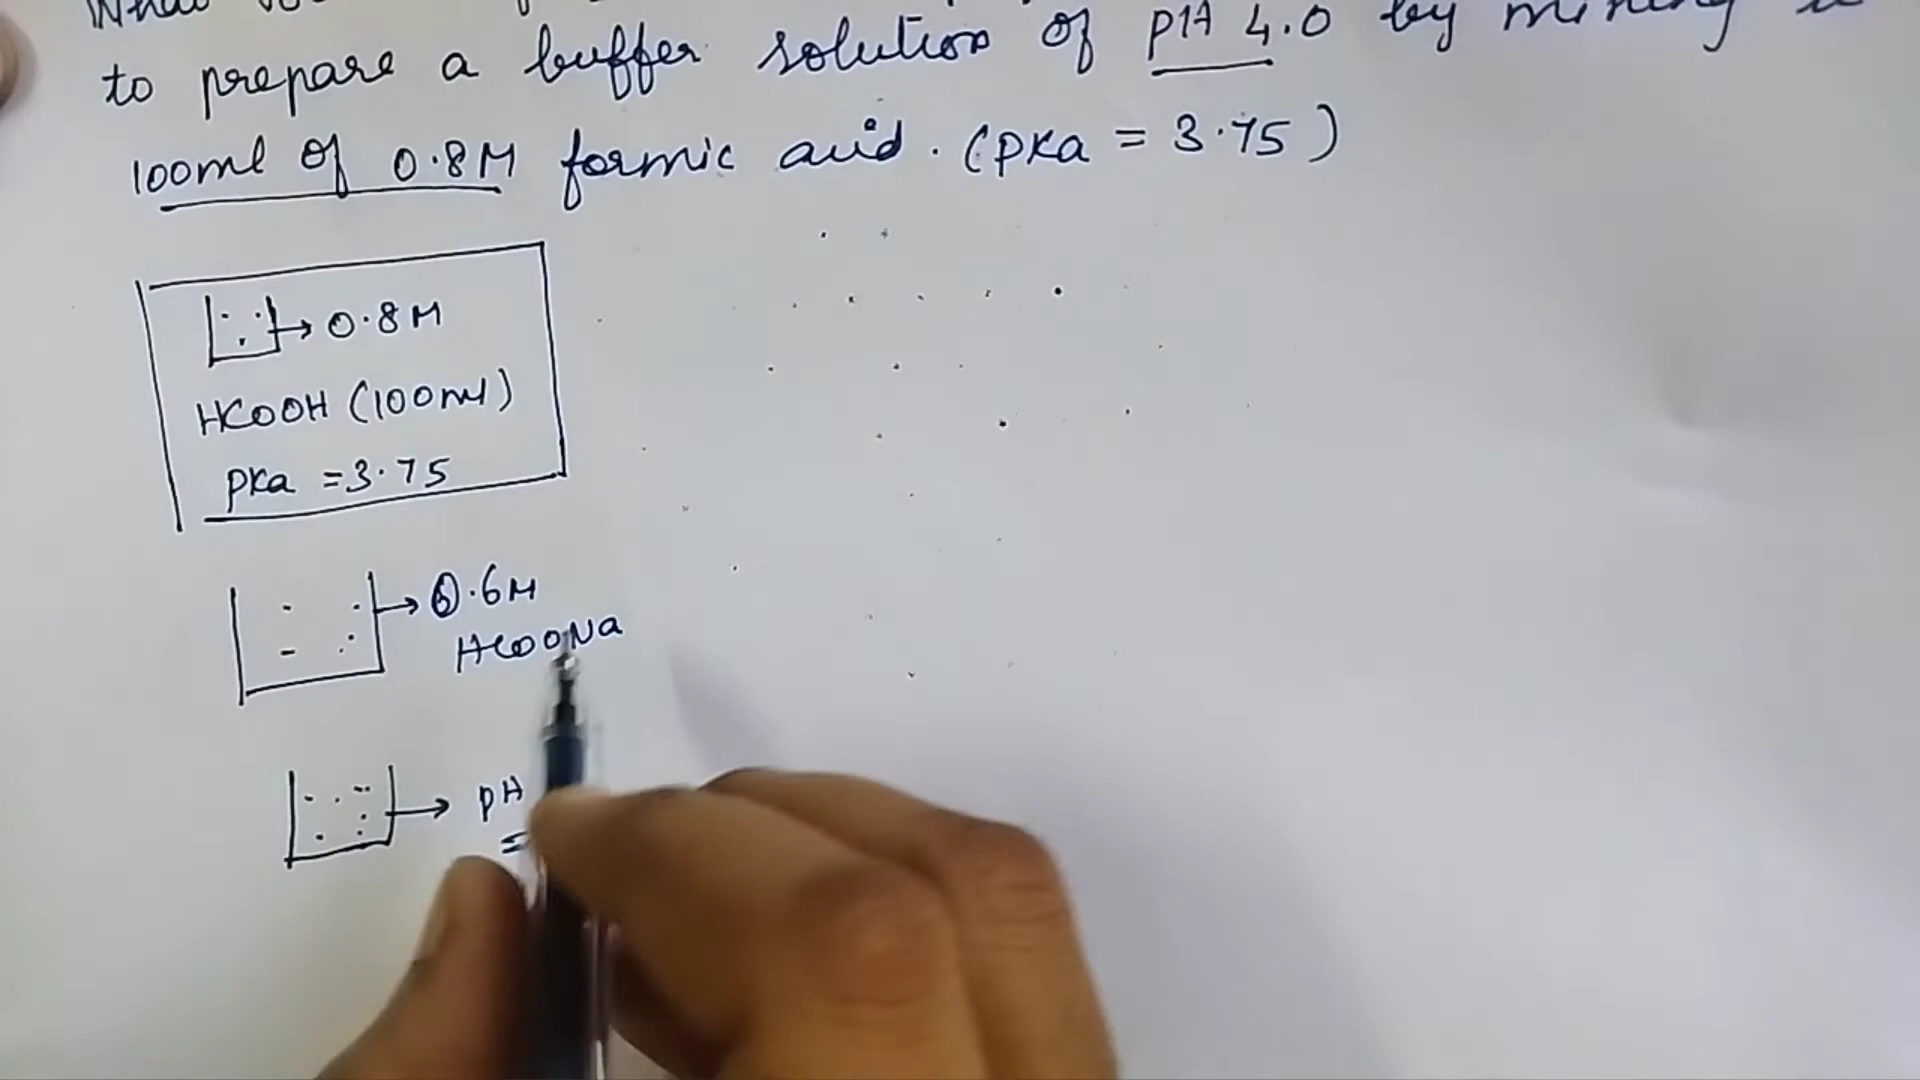 to prepare a buffer solution of pH 4.0 by mixing
100ml of 0.8M formic acid. (pKa = 3.75)
0.8M
HCOOH (100ml)
pKa = 3.75
0.6M
HCOONa
pH